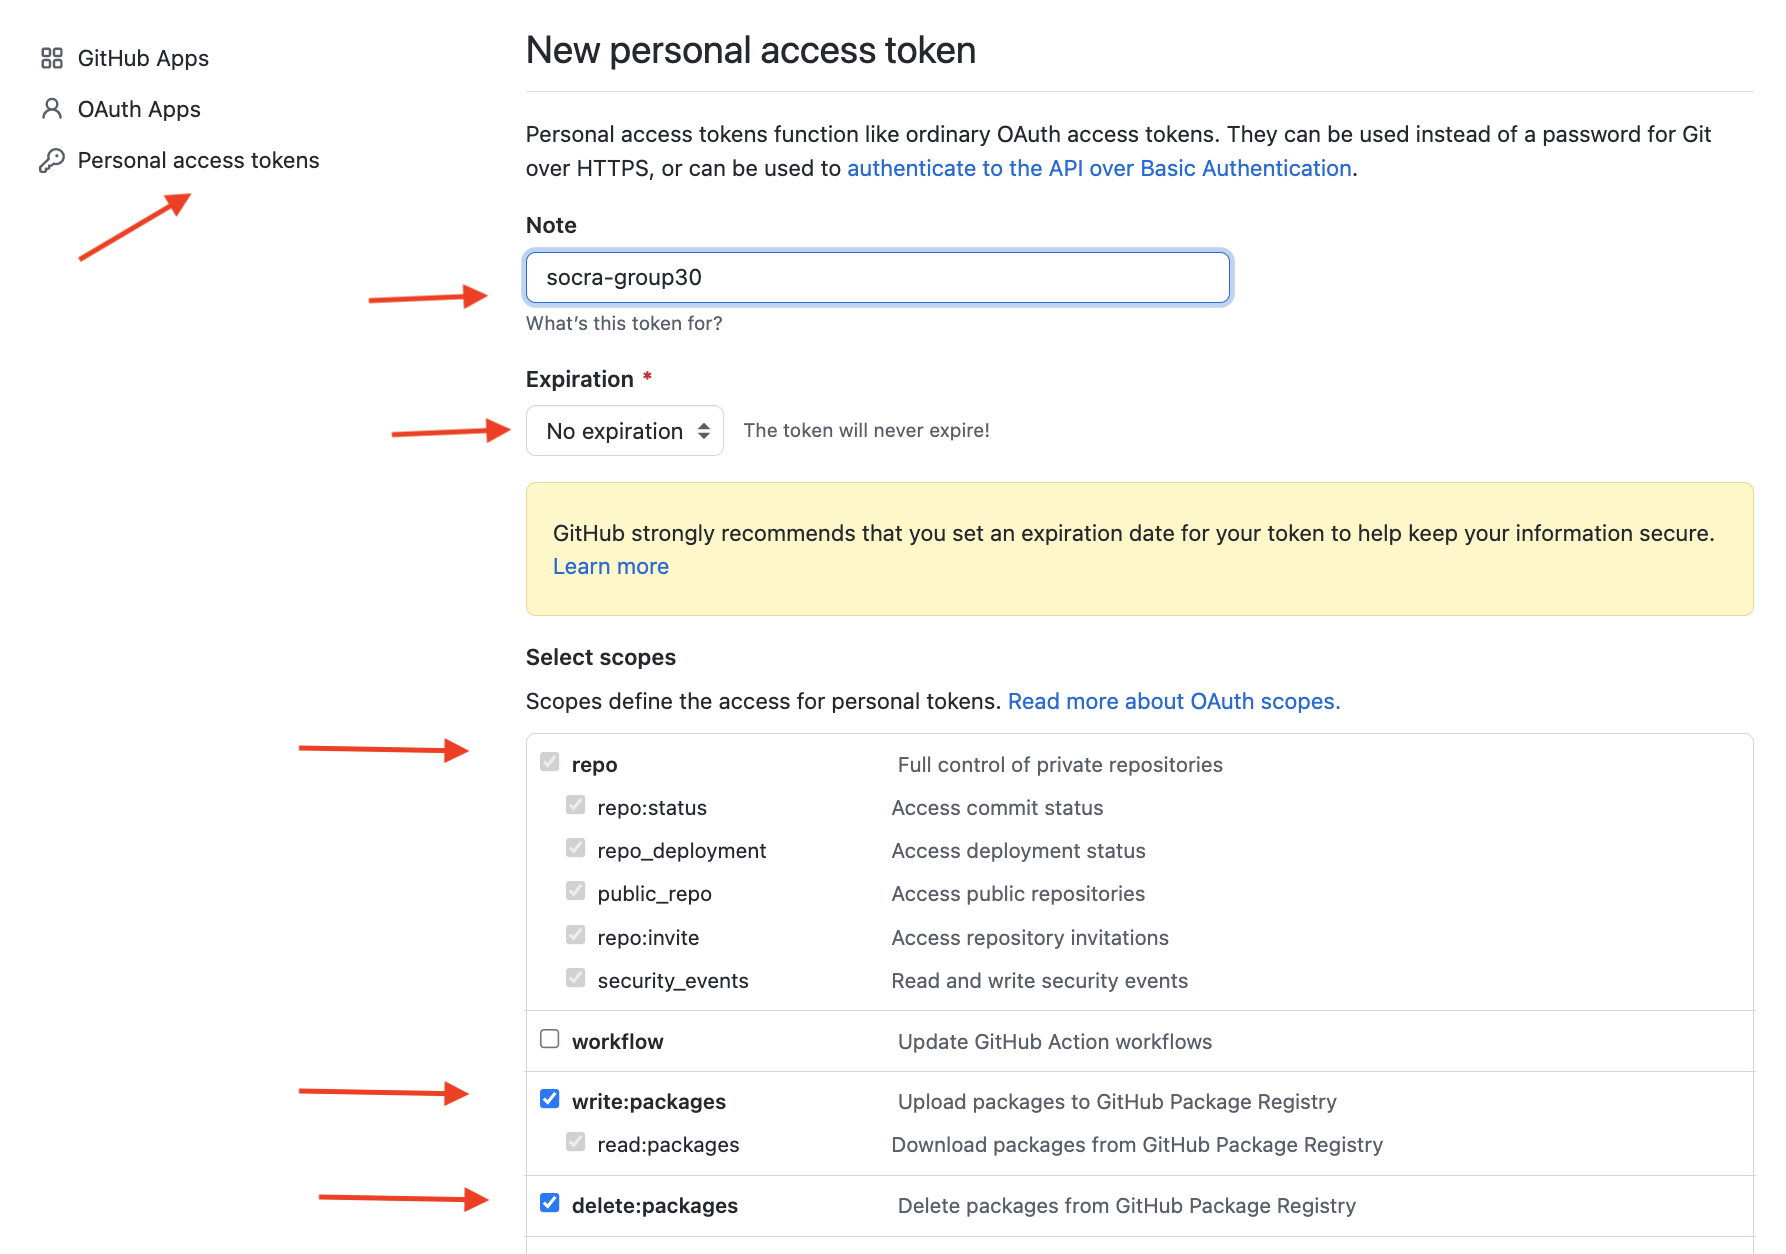 GitHub Apps
OAuth Apps
Personal access tokens
New personal access token
Personal access tokens function like ordinary OAuth access tokens. They can be used instead of a password for Git
over HTTPS, or can be used to authenticate to the API over Basic Authentication.
Note
socra-group30
What's this token for?
Expiration *
No expiration The token will never expire!
GitHub strongly recommends that you set an expiration date for your token to help keep your information secure.
Learn more
Select scopes
Scopes define the access for personal tokens. Read more about OAuth scopes.
repo Full control of private repositories
repo:status Access commit status
repo_deployment Access deployment status
public_repo Access public repositories
repo:invite Access repository invitations
security_events Read and write security events
workflow Update GitHub Action workflows
write:packages Upload packages to GitHub Package Registry
read:packages Download packages from GitHub Package Registry
delete:packages Delete packages from GitHub Package Registry